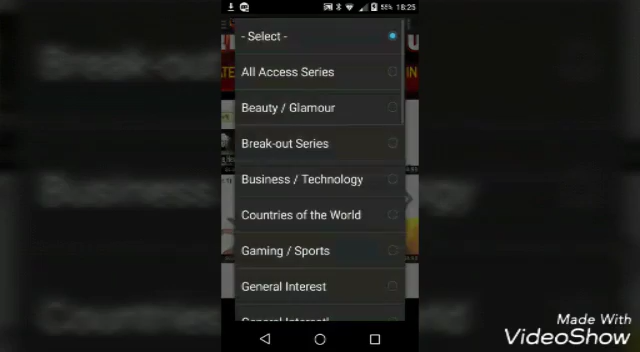 55% 18:25
- Select -
All Access Series
Beauty / Glamour
Break-out Series
Business / Technology
Countries of the World
Gaming / Sports
General Interest
Made With
VideoShow